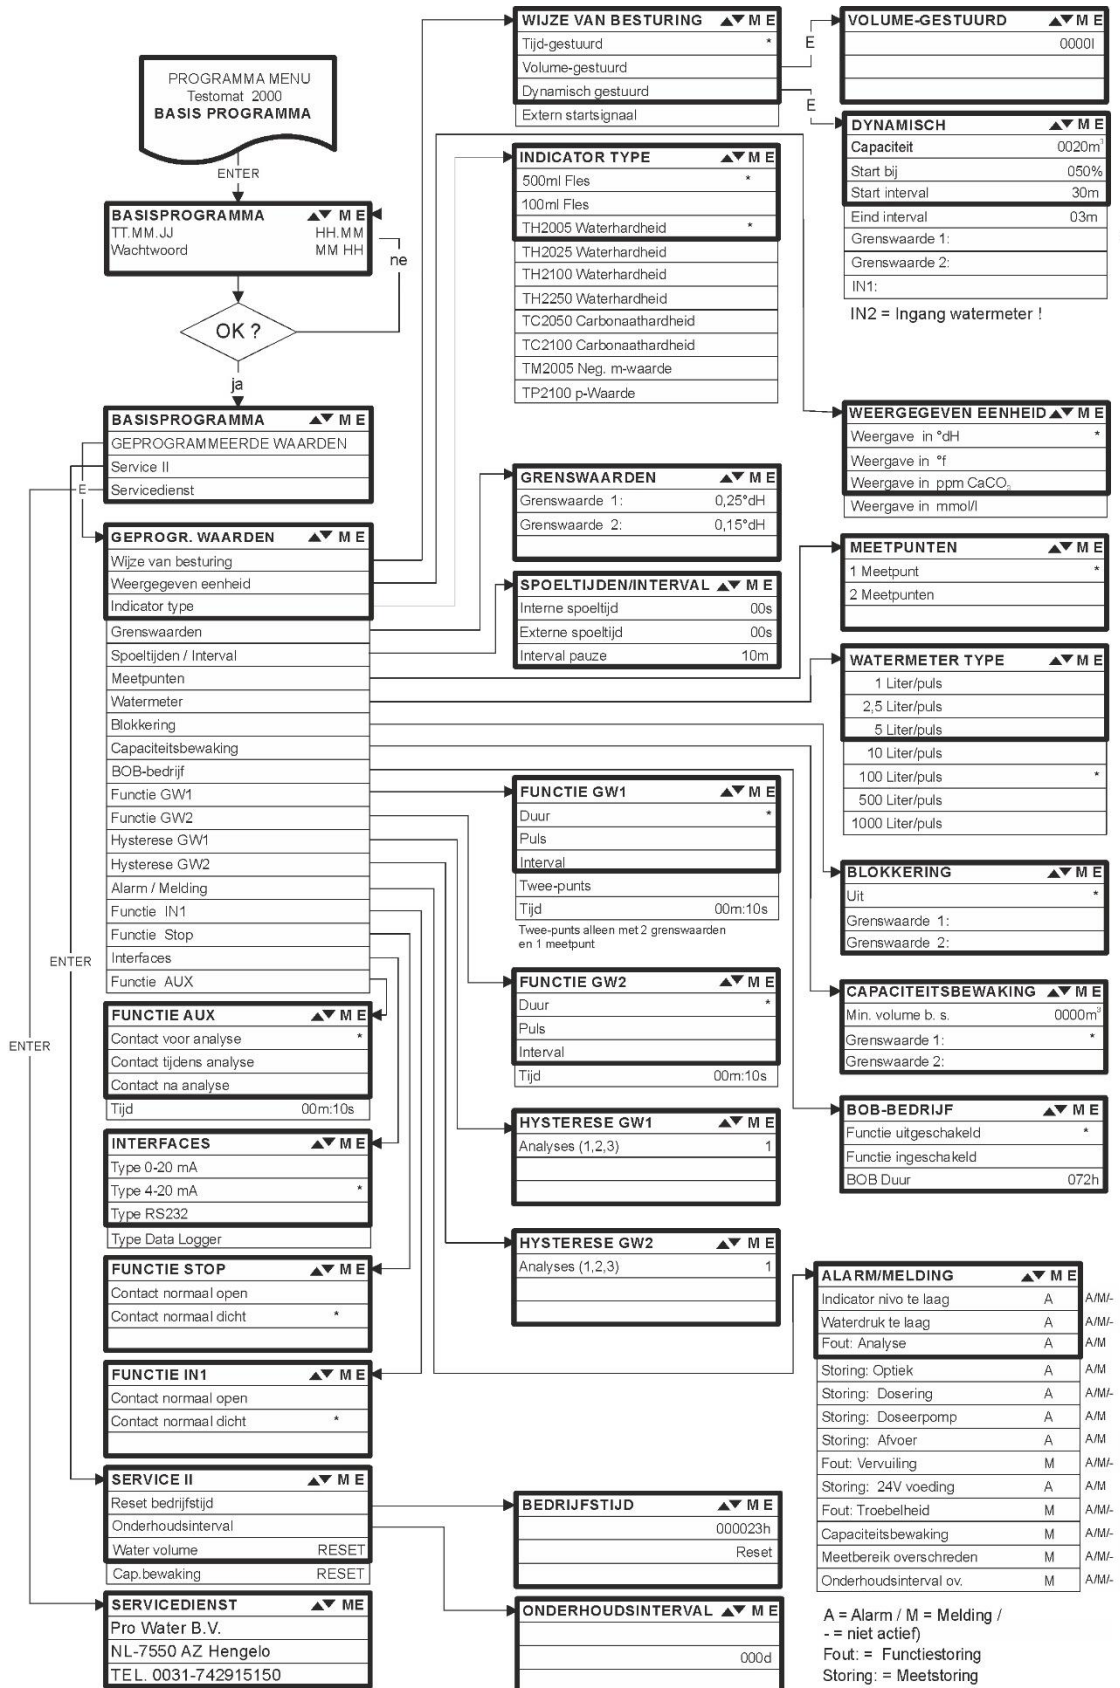 PROGRAMMA MENU
Testomat 2000
BASIS PROGRAMMA
ENTER
BASISPROGRAMMA ▲▼ M E
TT.MM.JJ HH.MM
Wachtwoord MM HH
ne
OK ?
ja
BASISPROGRAMMA ▲▼ M E
GEPROGRAMMEERDE WAARDEN
Service II
Servicedienst
E
GEPROGR. WAARDEN ▲▼ M E
Wijze van besturing
Weergegeven eenheid
Indicator type
Grenswaarden
Spoeltijden / Interval
Meetpunten
Watermeter
Blokkering
Capaciteitsbewaking
BOB-bedrijf
Functie GW1
Functie GW2
Hysterese GW1
Hysterese GW2
Alarm / Melding
Functie IN1
Functie Stop
Interfaces
Functie AUX
ENTER
ENTER
FUNCTIE AUX ▲▼ M E
Contact voor analyse *
Contact tijdens analyse
Contact na analyse
Tijd 00m:10s
INTERFACES ▲▼ M E
Type 0-20 mA
Type 4-20 mA *
Type RS232
Type Data Logger
FUNCTIE STOP ▲▼ M E
Contact normaal open
Contact normaal dicht *
FUNCTIE IN1 ▲▼ M E
Contact normaal open
Contact normaal dicht *
SERVICE II ▲▼ M E
Reset bedrijfstijd
Onderhoudsinterval
Water volume RESET
Cap.bewaking RESET
SERVICEDIENST ▲▼ ME
Pro Water B.V.
NL-7550 AZ Hengelo
TEL. 0031-742915150
WIJZE VAN BESTURING ▲▼ M E
Tijd-gestuurd *
Volume-gestuurd
Dynamisch gestuurd
Extern startsignaal
E
E
INDICATOR TYPE ▲▼ M E
500ml Fles *
100ml Fles
TH2005 Waterhardheid *
TH2025 Waterhardheid
TH2100 Waterhardheid
TH2250 Waterhardheid
TC2050 Carbonaathardheid
TC2100 Carbonaathardheid
TM2005 Neg. m-waarde
TP2100 p-Waarde
GRENSWAARDEN ▲▼ M E
Grenswaarde 1: 0,25°dH
Grenswaarde 2: 0,15°dH
SPOELTIJDEN/INTERVAL ▲▼ M E
Interne spoeltijd 00s
Externe spoeltijd 00s
Interval pauze 10m
FUNCTIE GW1 ▲▼ M E
Duur *
Puls
Interval
Twee-punts
Tijd 00m:10s
Twee-punts alleen met 2 grenswaarden
en 1 meetpunt
FUNCTIE GW2 ▲▼ M E
Duur *
Puls
Interval
Tijd 00m:10s
HYSTERESE GW1 ▲▼ M E
Analyses (1,2,3) 1
HYSTERESE GW2 ▲▼ M E
Analyses (1,2,3) 1
BEDRIJFSTIJD ▲▼ M E
000023h
Reset
ONDERHOUDSINTERVAL ▲▼ M E
000d
VOLUME-GESTUURD ▲▼ M E
0000l
DYNAMISCH ▲▼ M E
Capaciteit 0020m³
Start bij 050%
Start interval 30m
Eind interval 03m
Grenswaarde 1:
Grenswaarde 2:
IN1:
IN2 = Ingang watermeter !
WEERGEGEVEN EENHEID ▲▼ M E
Weergave in °dH *
Weergave in °f
Weergave in ppm CaCO₃
Weergave in mmol/l
MEETPUNTEN ▲▼ M E
1 Meetpunt *
2 Meetpunten
WATERMETER TYPE ▲▼ M E
1 Liter/puls
2,5 Liter/puls
5 Liter/puls
10 Liter/puls
100 Liter/puls *
500 Liter/puls
1000 Liter/puls
BLOKKERING ▲▼ M E
Uit *
Grenswaarde 1:
Grenswaarde 2:
CAPACITEITSBEWAKING ▲▼ M E
Min. volume b. s. 0000m³
Grenswaarde 1: *
Grenswaarde 2:
BOB-BEDRIJF ▲▼ M E
Functie uitgeschakeld *
Functie ingeschakeld
BOB Duur 072h
ALARM/MELDING ▲▼ M E
Indicator nivo te laag A A/M/-
Waterdruk te laag A A/M/-
Fout: Analyse A A/M
Storing: Optiek A A/M
Storing: Dosering A A/M/-
Storing: Doseerpomp A A/M
Storing: Afvoer A A/M
Fout: Vervuiling M A/M/-
Storing: 24V voeding A A/M
Fout: Troebelheid M A/M/-
Capaciteitsbewaking M A/M/-
Meetbereik overschreden M A/M/-
Onderhoudsinterval ov. M A/M/-
A = Alarm / M = Melding /
- = niet actief)
Fout: = Functiestoring
Storing: = Meetstoring